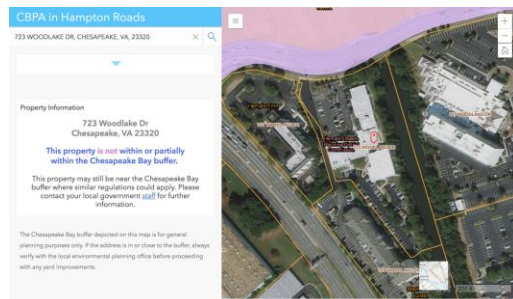 CBPA in Hampton Roads
723 WOODLAKE DR, CHESAPEAKE, VA, 23320
Property Information
723 Woodlake Dr
Chesapeake, VA 23320
This property is not within or partially
within the Chesapeake Bay buffer.
This property may still be near the Chesapeake Bay
buffer where similar regulations could apply. Please
contact your local government staff for further
information.
The Chesapeake Bay buffer depicted on this map is for general
planning purposes only. If the address is in or close to the buffer, always
verify with the local environmental planning office before proceeding
with any yard improvements.